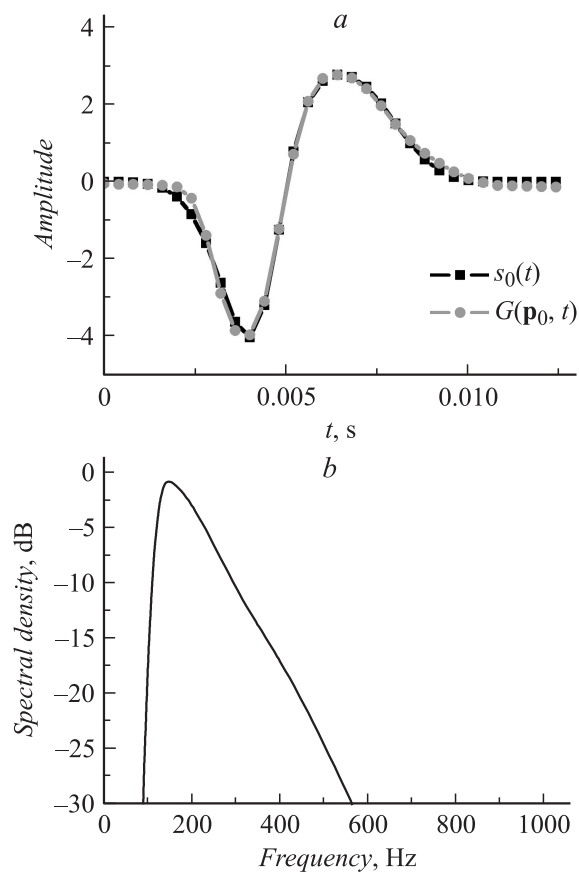 a
4
2
0
−2
−4
Amplitude
s0(t)
G(p0, t)
0
0.005
0.010
t, s
b
0
−5
−10
−15
−20
−25
−30
Spectral density, dB
0
200
400
600
800
1000
Frequency, Hz